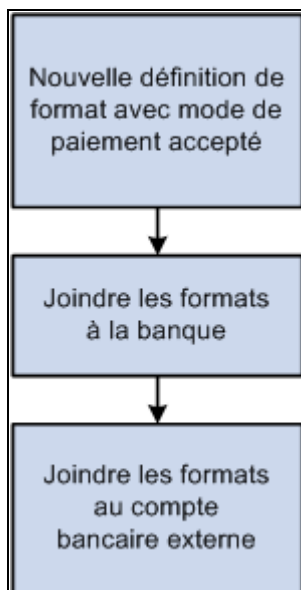 Nouvelle définition de
format avec mode de
paiement accepté
Joindre les formats
à la banque
Joindre les formats
au compte
bancaire externe